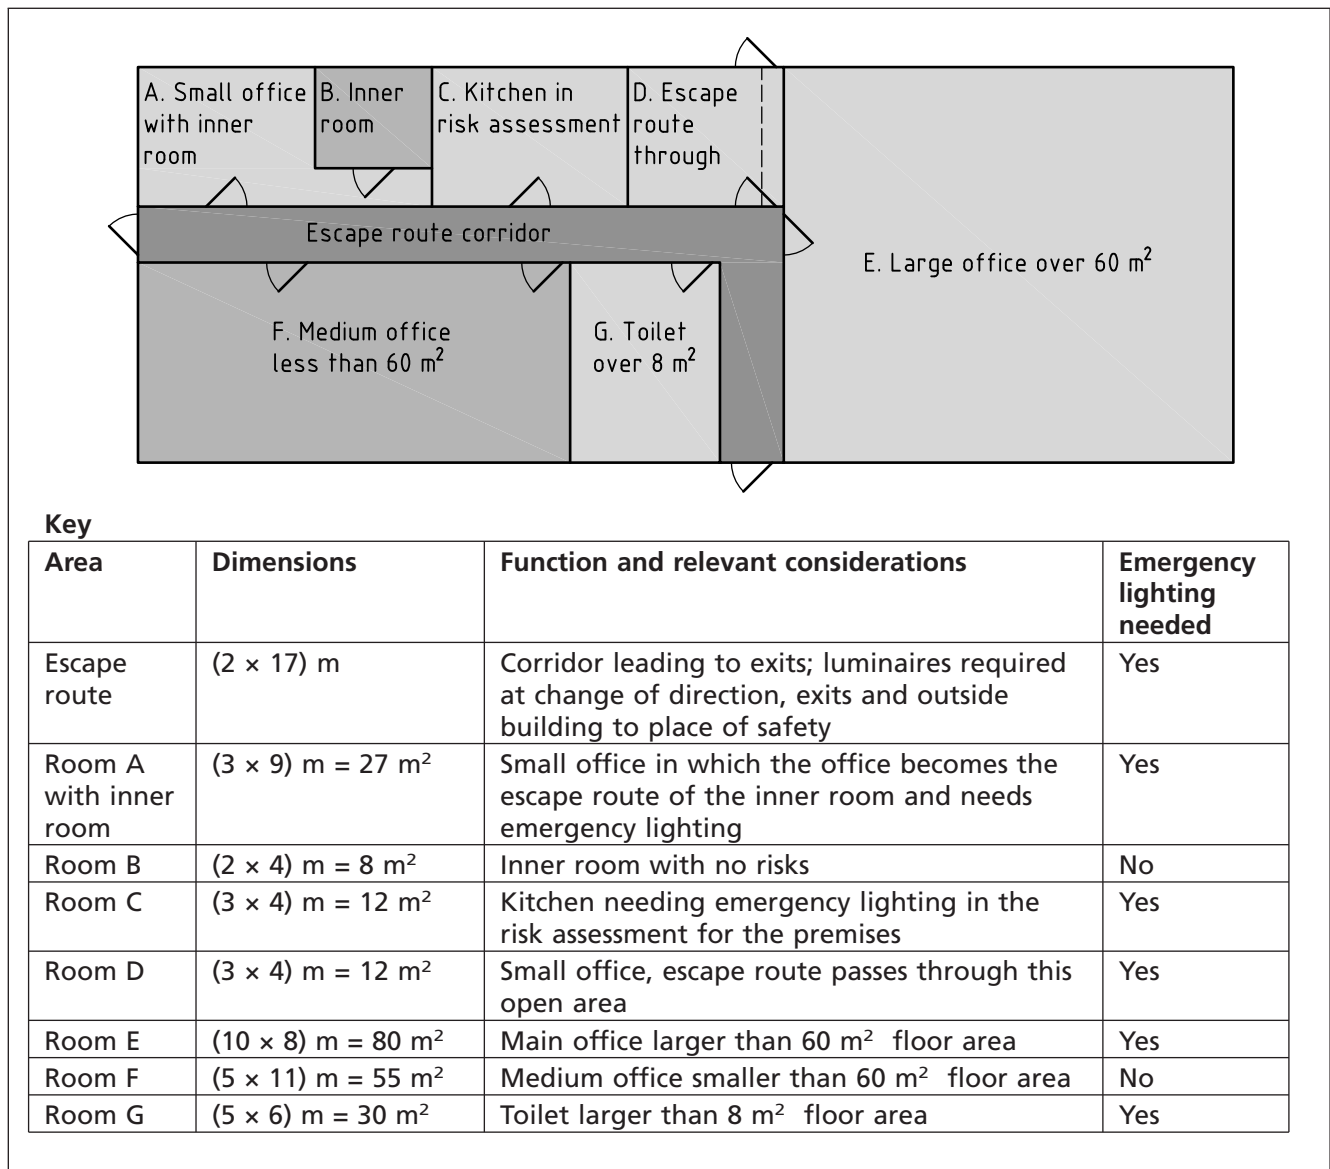 A. Small office
with inner
room
B. Inner
room
C. Kitchen in
risk assessment
D. Escape
route
through
Escape route corridor
E. Large office over 60 m²
F. Medium office
less than 60 m²
G. Toilet
over 8 m²
Key
Area
Dimensions
Function and relevant considerations
Emergency
lighting
needed
Escape
route
(2 × 17) m
Corridor leading to exits; luminaires required
at change of direction, exits and outside
building to place of safety
Yes
Room A
with inner
room
(3 × 9) m = 27 m²
Small office in which the office becomes the
escape route of the inner room and needs
emergency lighting
Yes
Room B
(2 × 4) m = 8 m²
Inner room with no risks
No
Room C
(3 × 4) m = 12 m²
Kitchen needing emergency lighting in the
risk assessment for the premises
Yes
Room D
(3 × 4) m = 12 m²
Small office, escape route passes through this
open area
Yes
Room E
(10 × 8) m = 80 m²
Main office larger than 60 m² floor area
Yes
Room F
(5 × 11) m = 55 m²
Medium office smaller than 60 m² floor area
No
Room G
(5 × 6) m = 30 m²
Toilet larger than 8 m² floor area
Yes